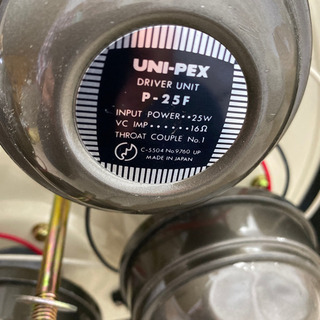 UNI-PEX
DRIVER UNIT
P-25F
INPUT POWER··25W
VC IMP······16Ω
THROAT COUPLE No.1
C-5504 No.9760 UP
MADE IN JAPAN